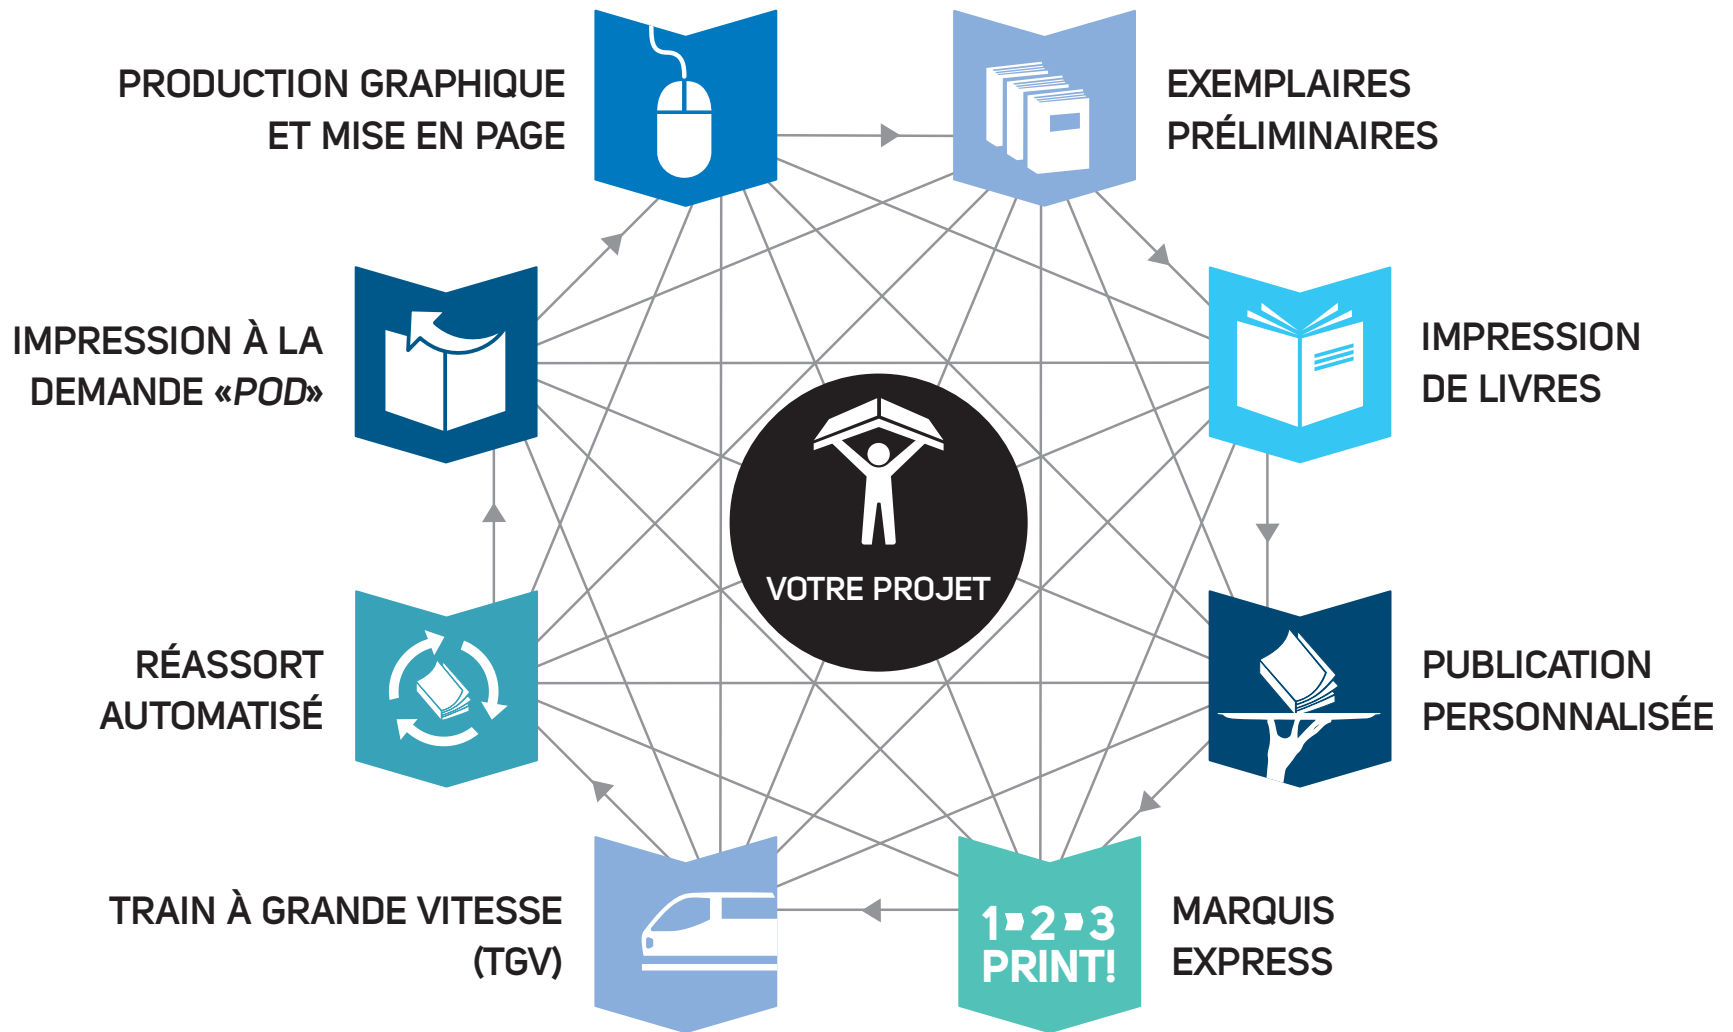 PRODUCTION GRAPHIQUE
ET MISE EN PAGE
EXEMPLAIRES
PRÉLIMINAIRES
IMPRESSION À LA
DEMANDE «POD»
IMPRESSION
DE LIVRES
VOTRE PROJET
RÉASSORT
AUTOMATISÉ
PUBLICATION
PERSONNALISÉE
TRAIN À GRANDE VITESSE
(TGV)
1 2 3
PRINT!
MARQUIS
EXPRESS